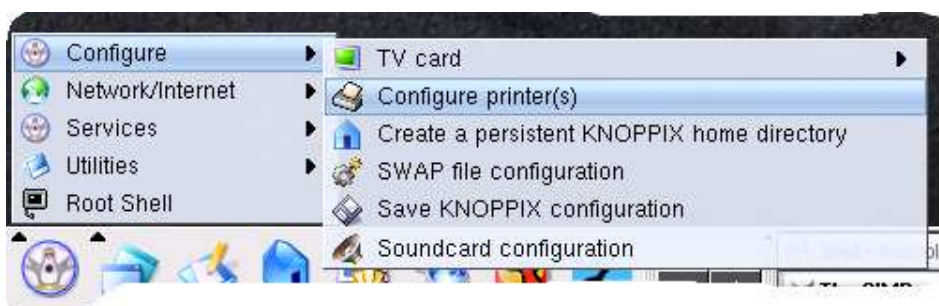 Configure
Network/Internet
Services
Utilities
Root Shell
TV card
Configure printer(s)
Create a persistent KNOPPIX home directory
SWAP file configuration
Save KNOPPIX configuration
Soundcard configuration